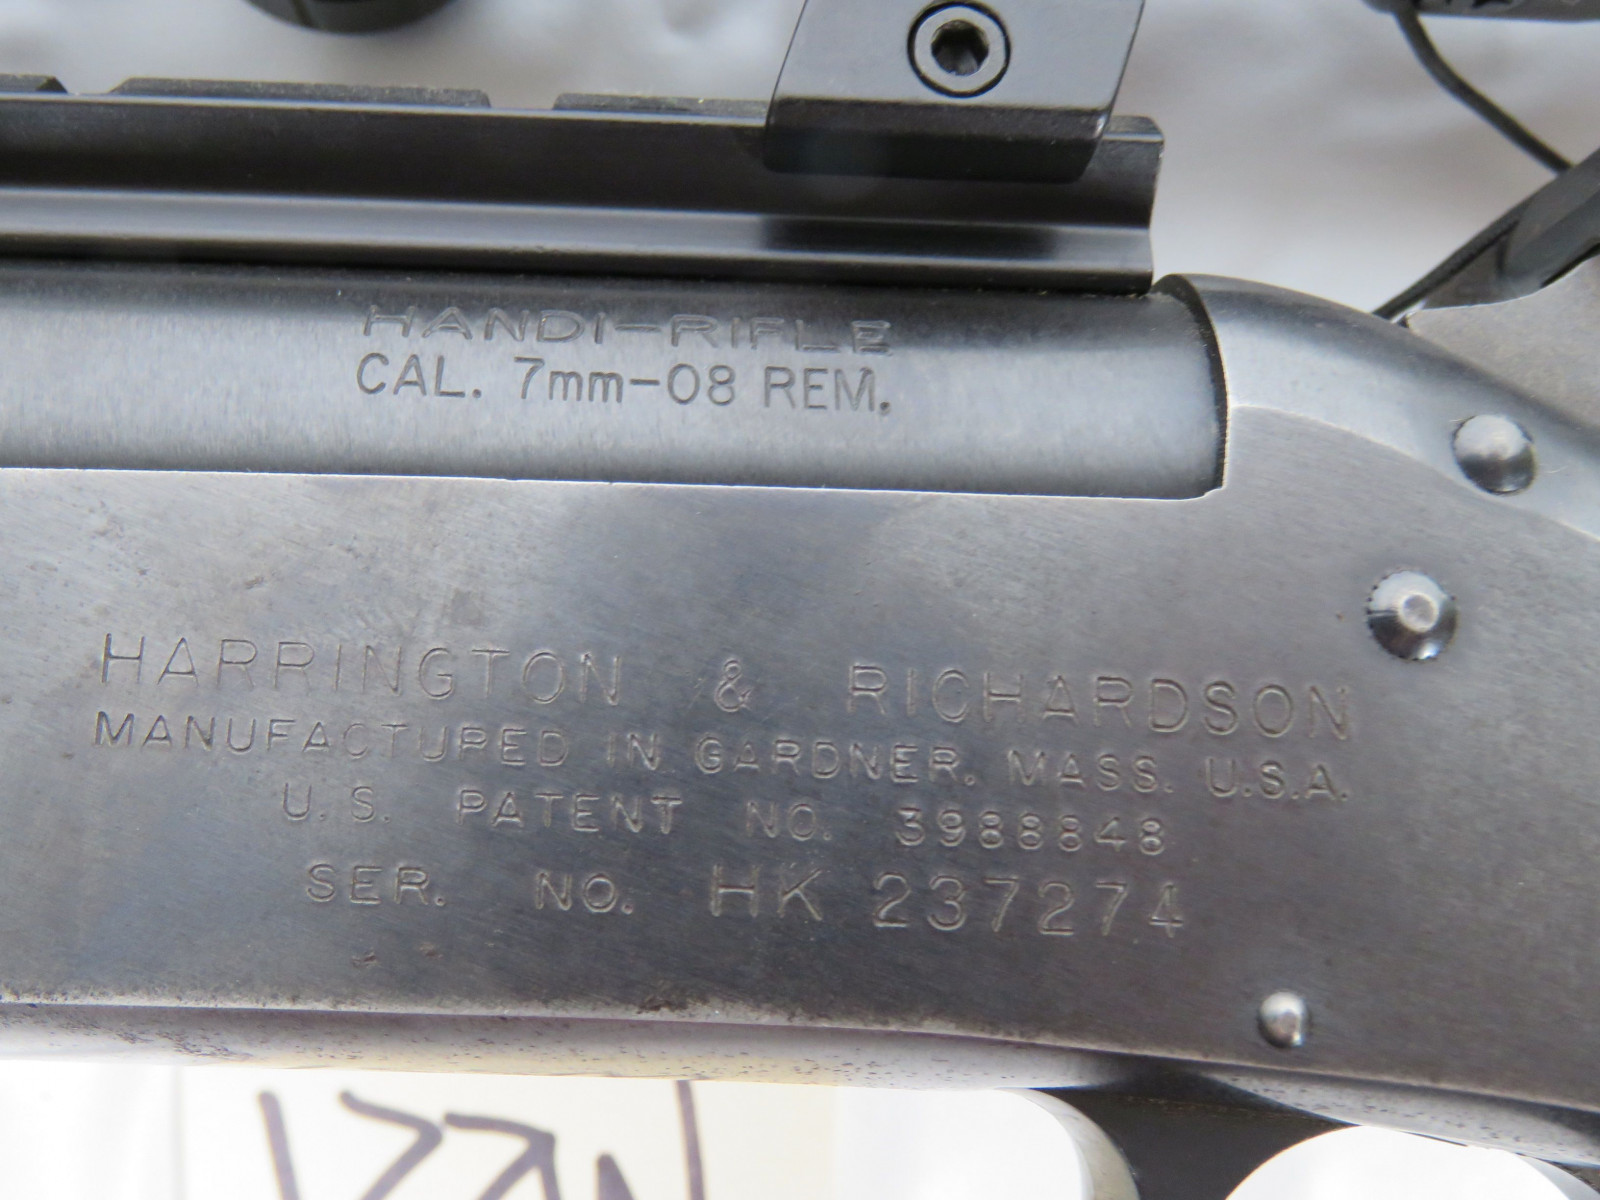 HANDI-RIFLE
CAL. 7mm-08 REM.
HARRINGTON & RICHARDSON
MANUFACTURED IN GARDNER, MASS. U.S.A.
U.S. PATENT NO. 3988848
SER. NO. HK 237274